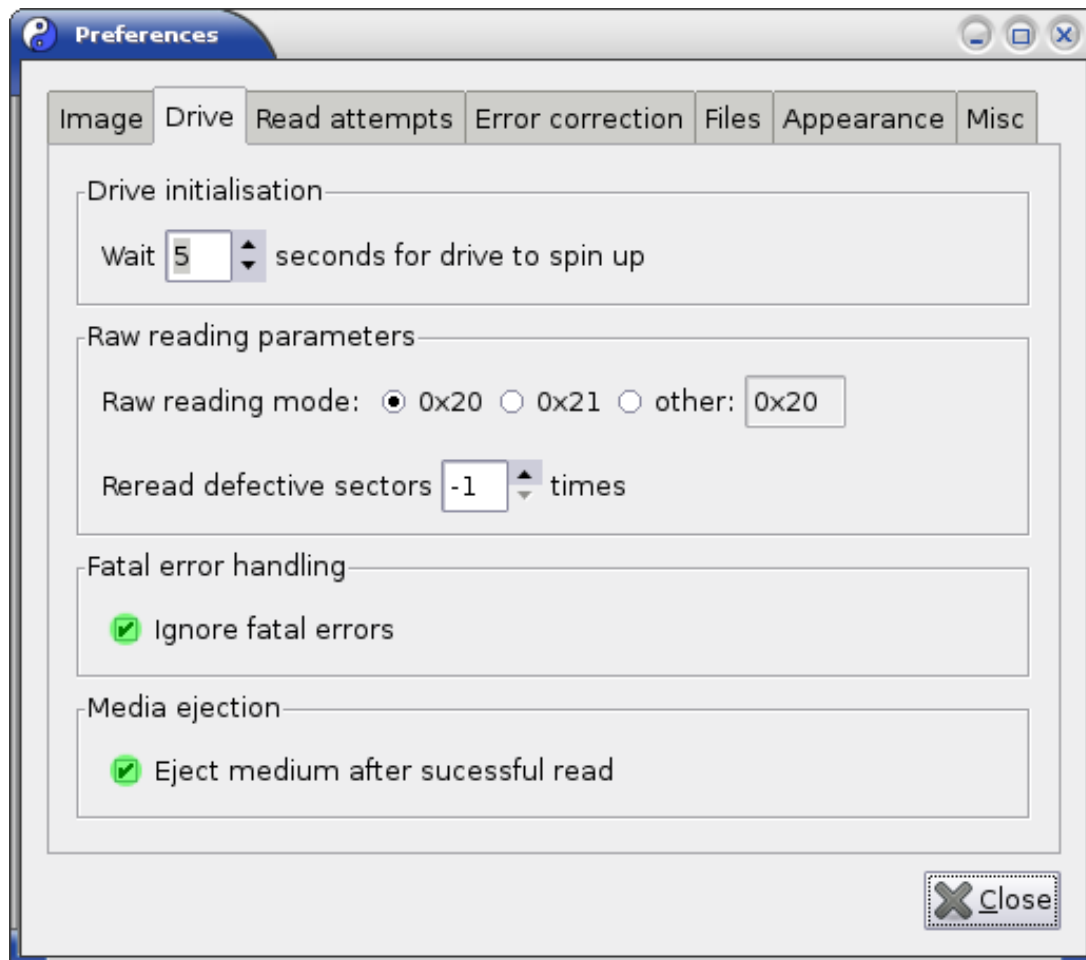 Preferences
Image Drive Read attempts Error correction Files Appearance Misc
Drive initialisation
Wait 5 seconds for drive to spin up
Raw reading parameters
Raw reading mode: 0x20 0x21 other: 0x20
Reread defective sectors -1 times
Fatal error handling
Ignore fatal errors
Media ejection
Eject medium after sucessful read
Close